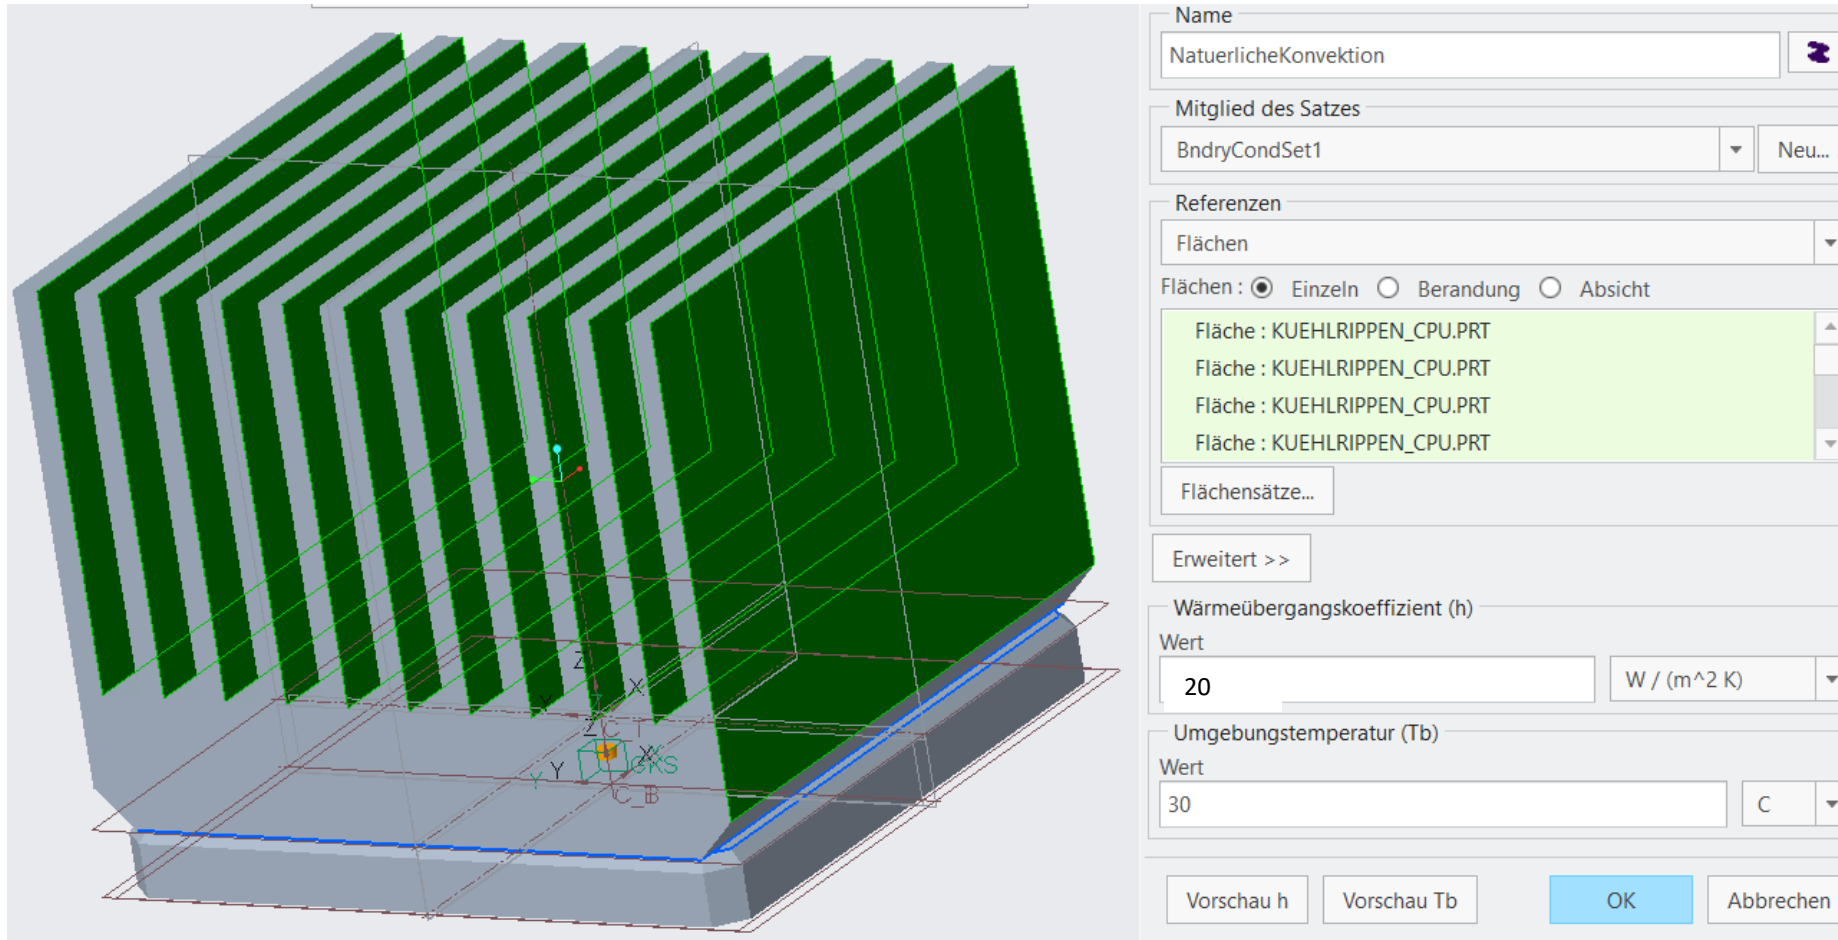 Name
NatuerlicheKonvektion
Mitglied des Satzes
BndryCondSet1
Neu...
Referenzen
Flächen
Flächen : Einzeln Berandung Absicht
Fläche : KUEHLRIPPEN_CPU.PRT
Fläche : KUEHLRIPPEN_CPU.PRT
Fläche : KUEHLRIPPEN_CPU.PRT
Fläche : KUEHLRIPPEN_CPU.PRT
Flächensätze...
Erweitert >>
Wärmeübergangskoeffizient (h)
Wert
20
W / (m^2 K)
Umgebungstemperatur (Tb)
Wert
30
C
Vorschau h
Vorschau Tb
OK
Abbrechen
Z
X
Y
Z
C_T
X
Y
Y
C_B